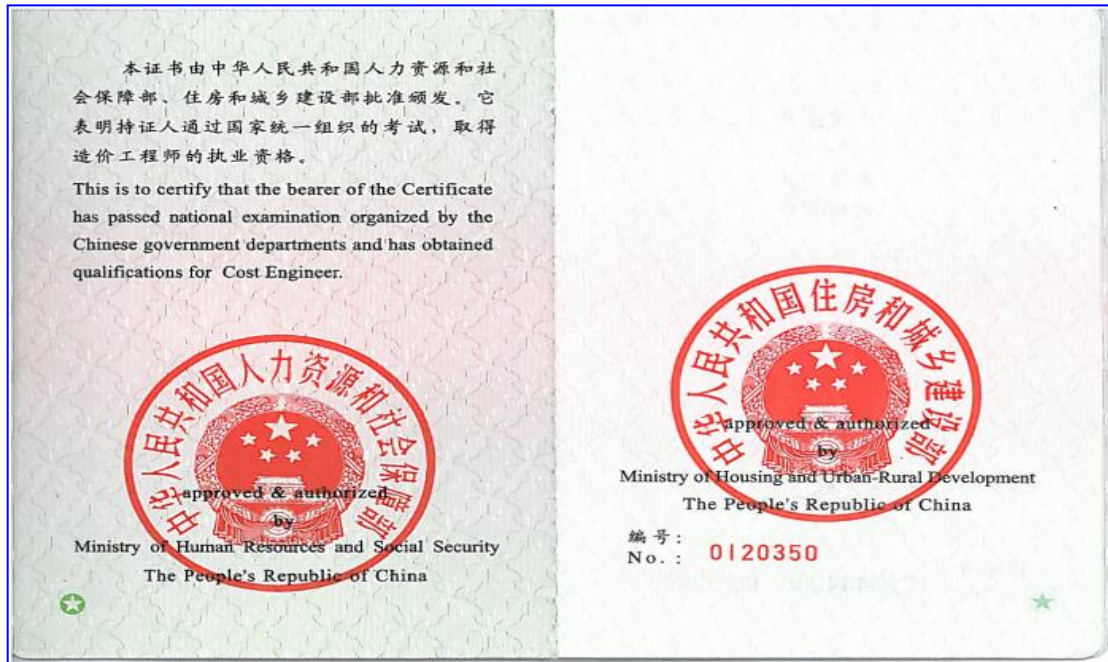 本证书由中华人民共和国人力资源和社
会保障部、住房和城乡建设部批准颁发。它
表明持证人通过国家统一组织的考试，取得
造价工程师的执业资格。
This is to certify that the bearer of the Certificate
has passed national examination organized by the
Chinese government departments and has obtained
qualifications for Cost Engineer.
中华人民共和国人力资源和社会保障部
approved & authorized
by
Ministry of Human Resources and Social Security
The People's Republic of China
中华人民共和国住房和城乡建设部
approved & authorized
by
Ministry of Housing and Urban-Rural Development
The People's Republic of China
编号：
No.: 0120350